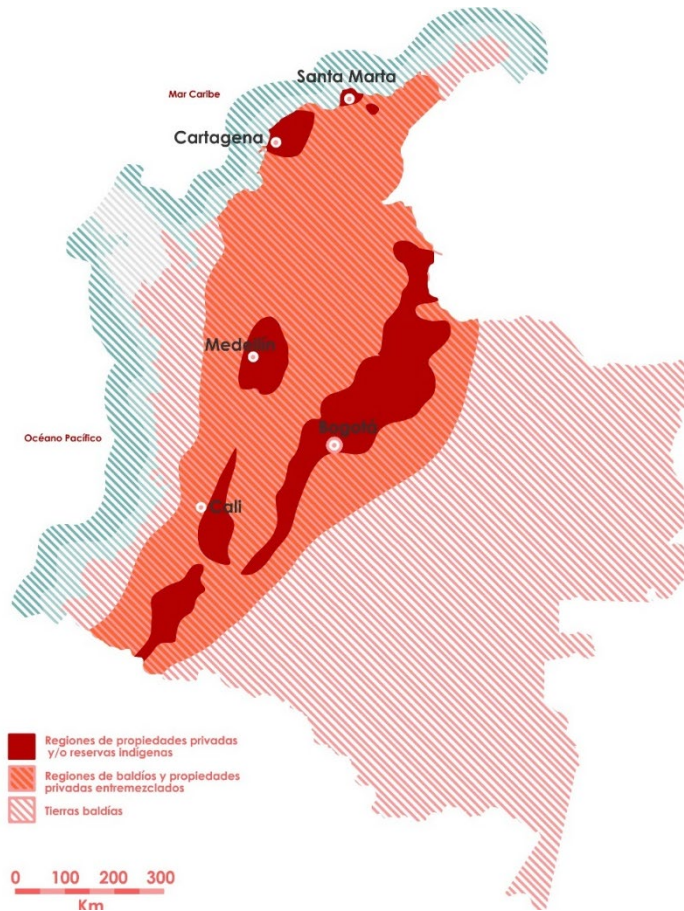 Santa Marta
Mar Caribe
Cartagena
Medellín
Bogotá
Océano Pacífico
Cali
Regiones de propiedades privadas
y/o reservas indígenas
Regiones de baldíos y propiedades
privadas entremezclados
Tierras baldías
0 100 200 300
Km